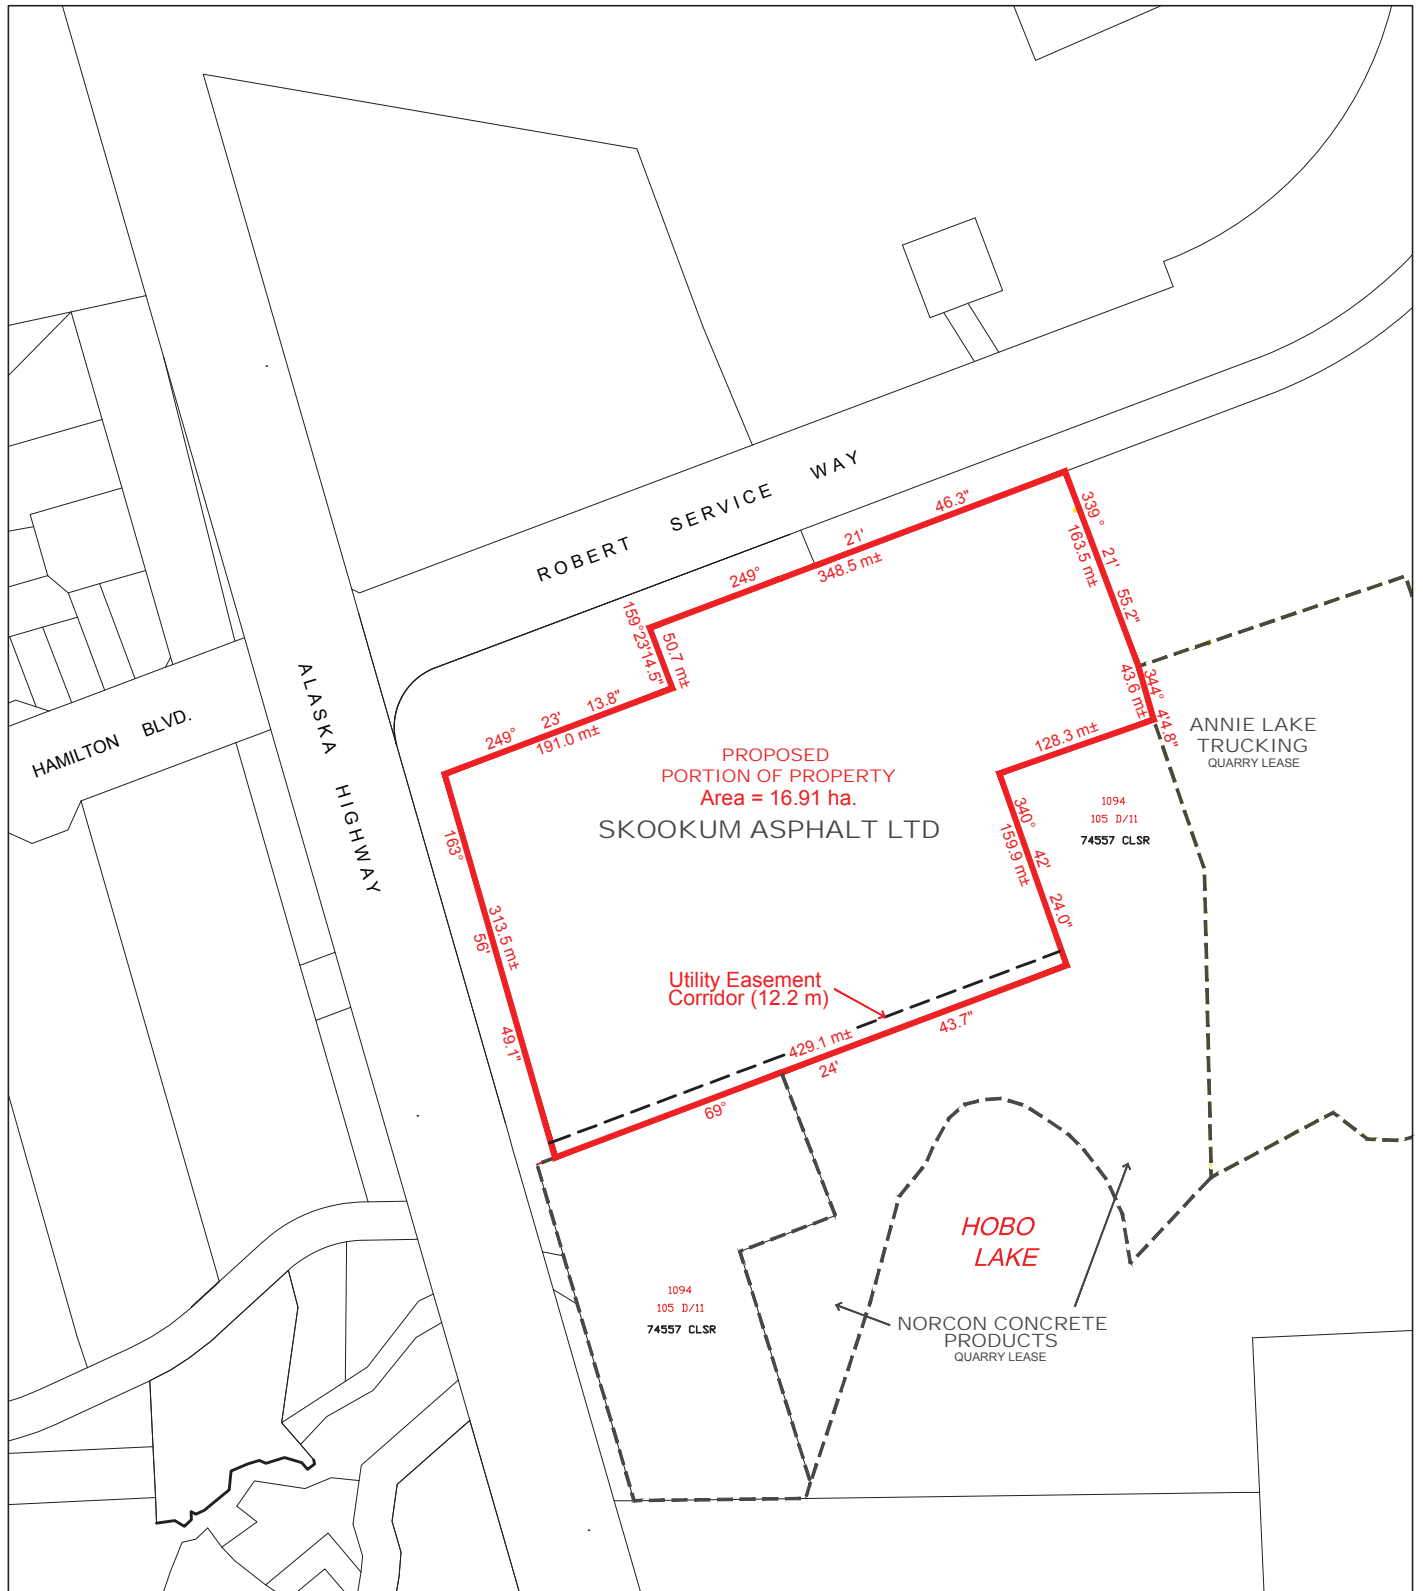 ROBERT SERVICE WAY
249° 21' 46.3"
348.5 m±
339° 21' 55.2"
163.5 m±
159°23'14.5"
50.7 m±
344° 4'4.8"
43.6 m±
249° 23' 13.8"
191.0 m±
128.3 m±
ALASKA HIGHWAY
HAMILTON BLVD.
ANNIE LAKE
TRUCKING
QUARRY LEASE
PROPOSED
PORTION OF PROPERTY
Area = 16.91 ha.
SKOOKUM ASPHALT LTD
1094
105 D/11
74557 CLSR
340° 42' 24.0"
159.9 m±
163° 56' 49.1"
313.5 m±
Utility Easement
Corridor (12.2 m)
429.1 m±
69° 24' 43.7"
HOBO
LAKE
1094
105 D/11
74557 CLSR
NORCON CONCRETE
PRODUCTS
QUARRY LEASE